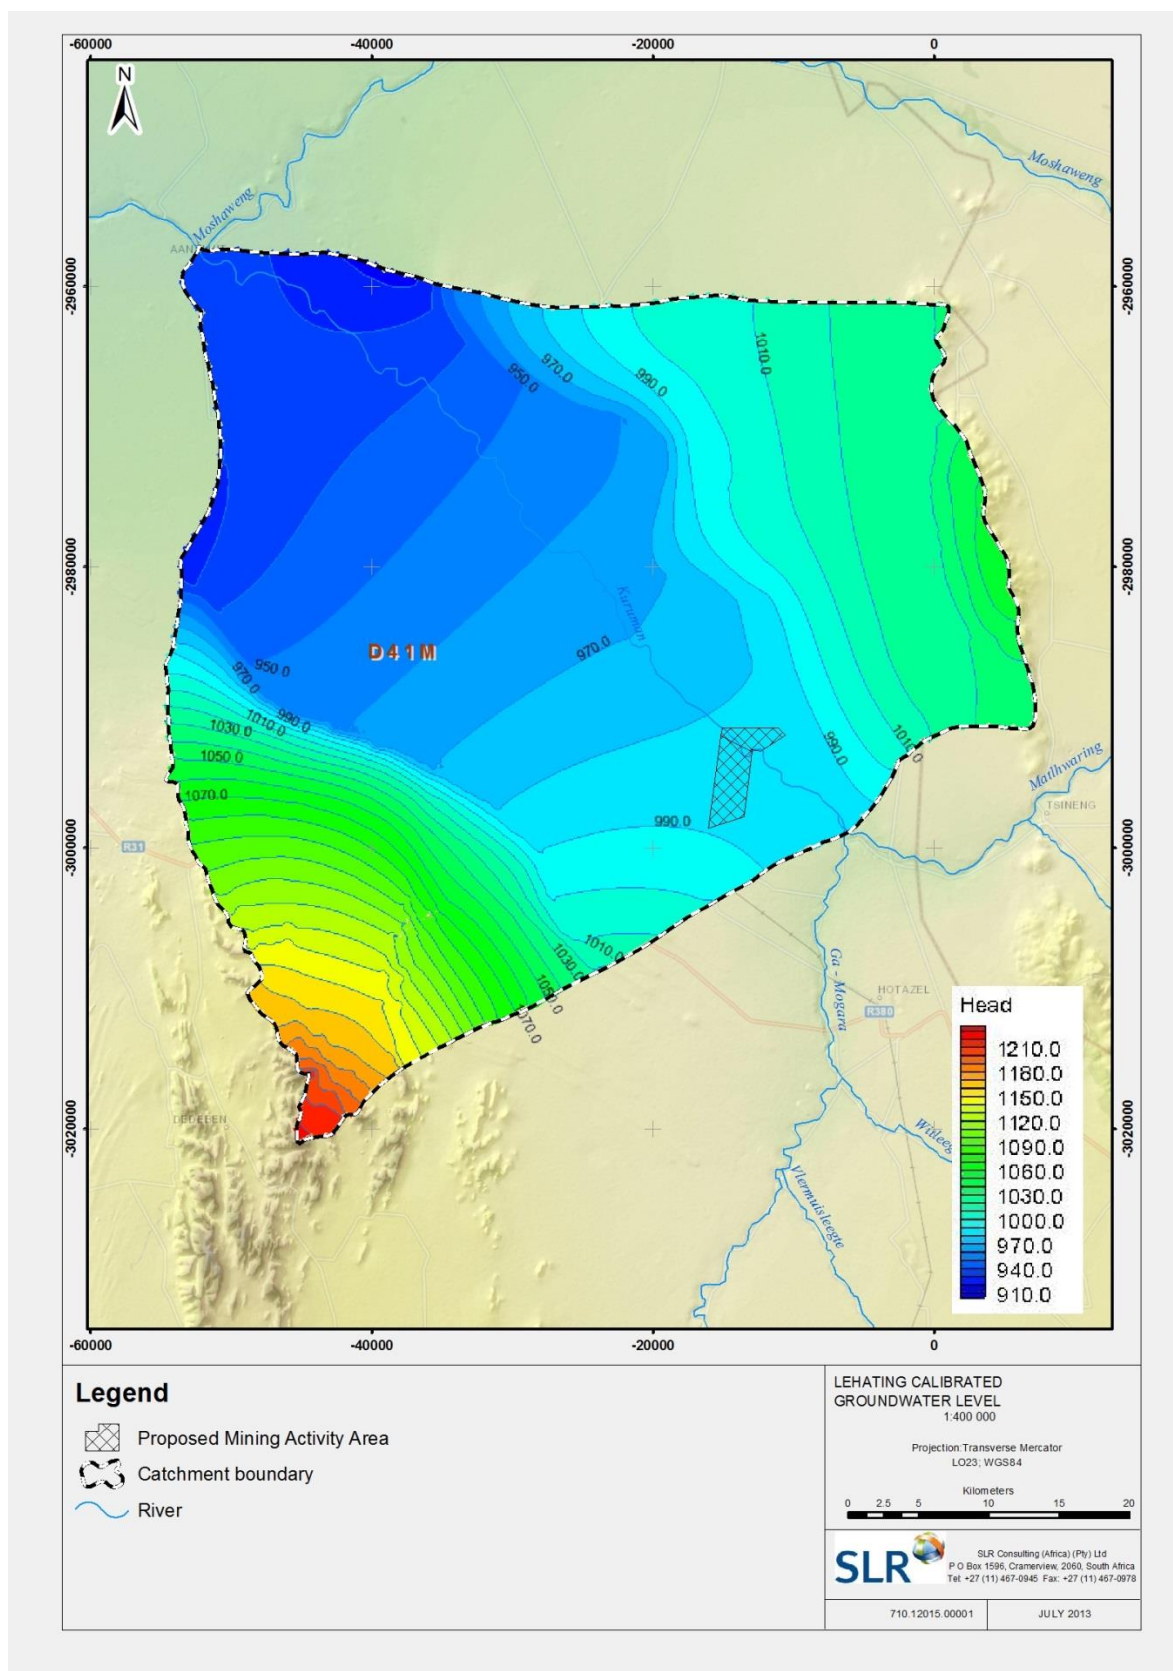 -60000
-40000
-20000
0
N
Moshaweng
Moshaweng
-2960000
-2960000
1010.0
950.0
970.0
990.0
-2980000
-2980000
Kuruman
D41M
970.0
950.0
970.0
990.0
1010.0
1030.0
1050.0
1070.0
990.0
1010.0
Matlhwaring
TSINENG
990.0
R31
-3000000
-3000000
1010.0
1030.0
1050.0
1070.0
Ga - Mogara
HOTAZEL
R380
DEDEBEN
-3020000
-3020000
Witleeg
Vlermuisleegte
Head
1210.0
1180.0
1150.0
1120.0
1090.0
1060.0
1030.0
1000.0
970.0
940.0
910.0
-60000
-40000
-20000
0
Legend
Proposed Mining Activity Area
Catchment boundary
River
LEHATING CALIBRATED
GROUNDWATER LEVEL
1:400 000
Projection:Transverse Mercator
LO23; WGS84
Kilometers
0 2.5 5 10 15 20
SLR
SLR Consulting (Africa) (Pty) Ltd
P O Box 1596, Cramerview, 2060, South Africa
Tel: +27 (11) 467-0945 Fax: +27 (11) 467-0978
710.12015.00001
JULY 2013